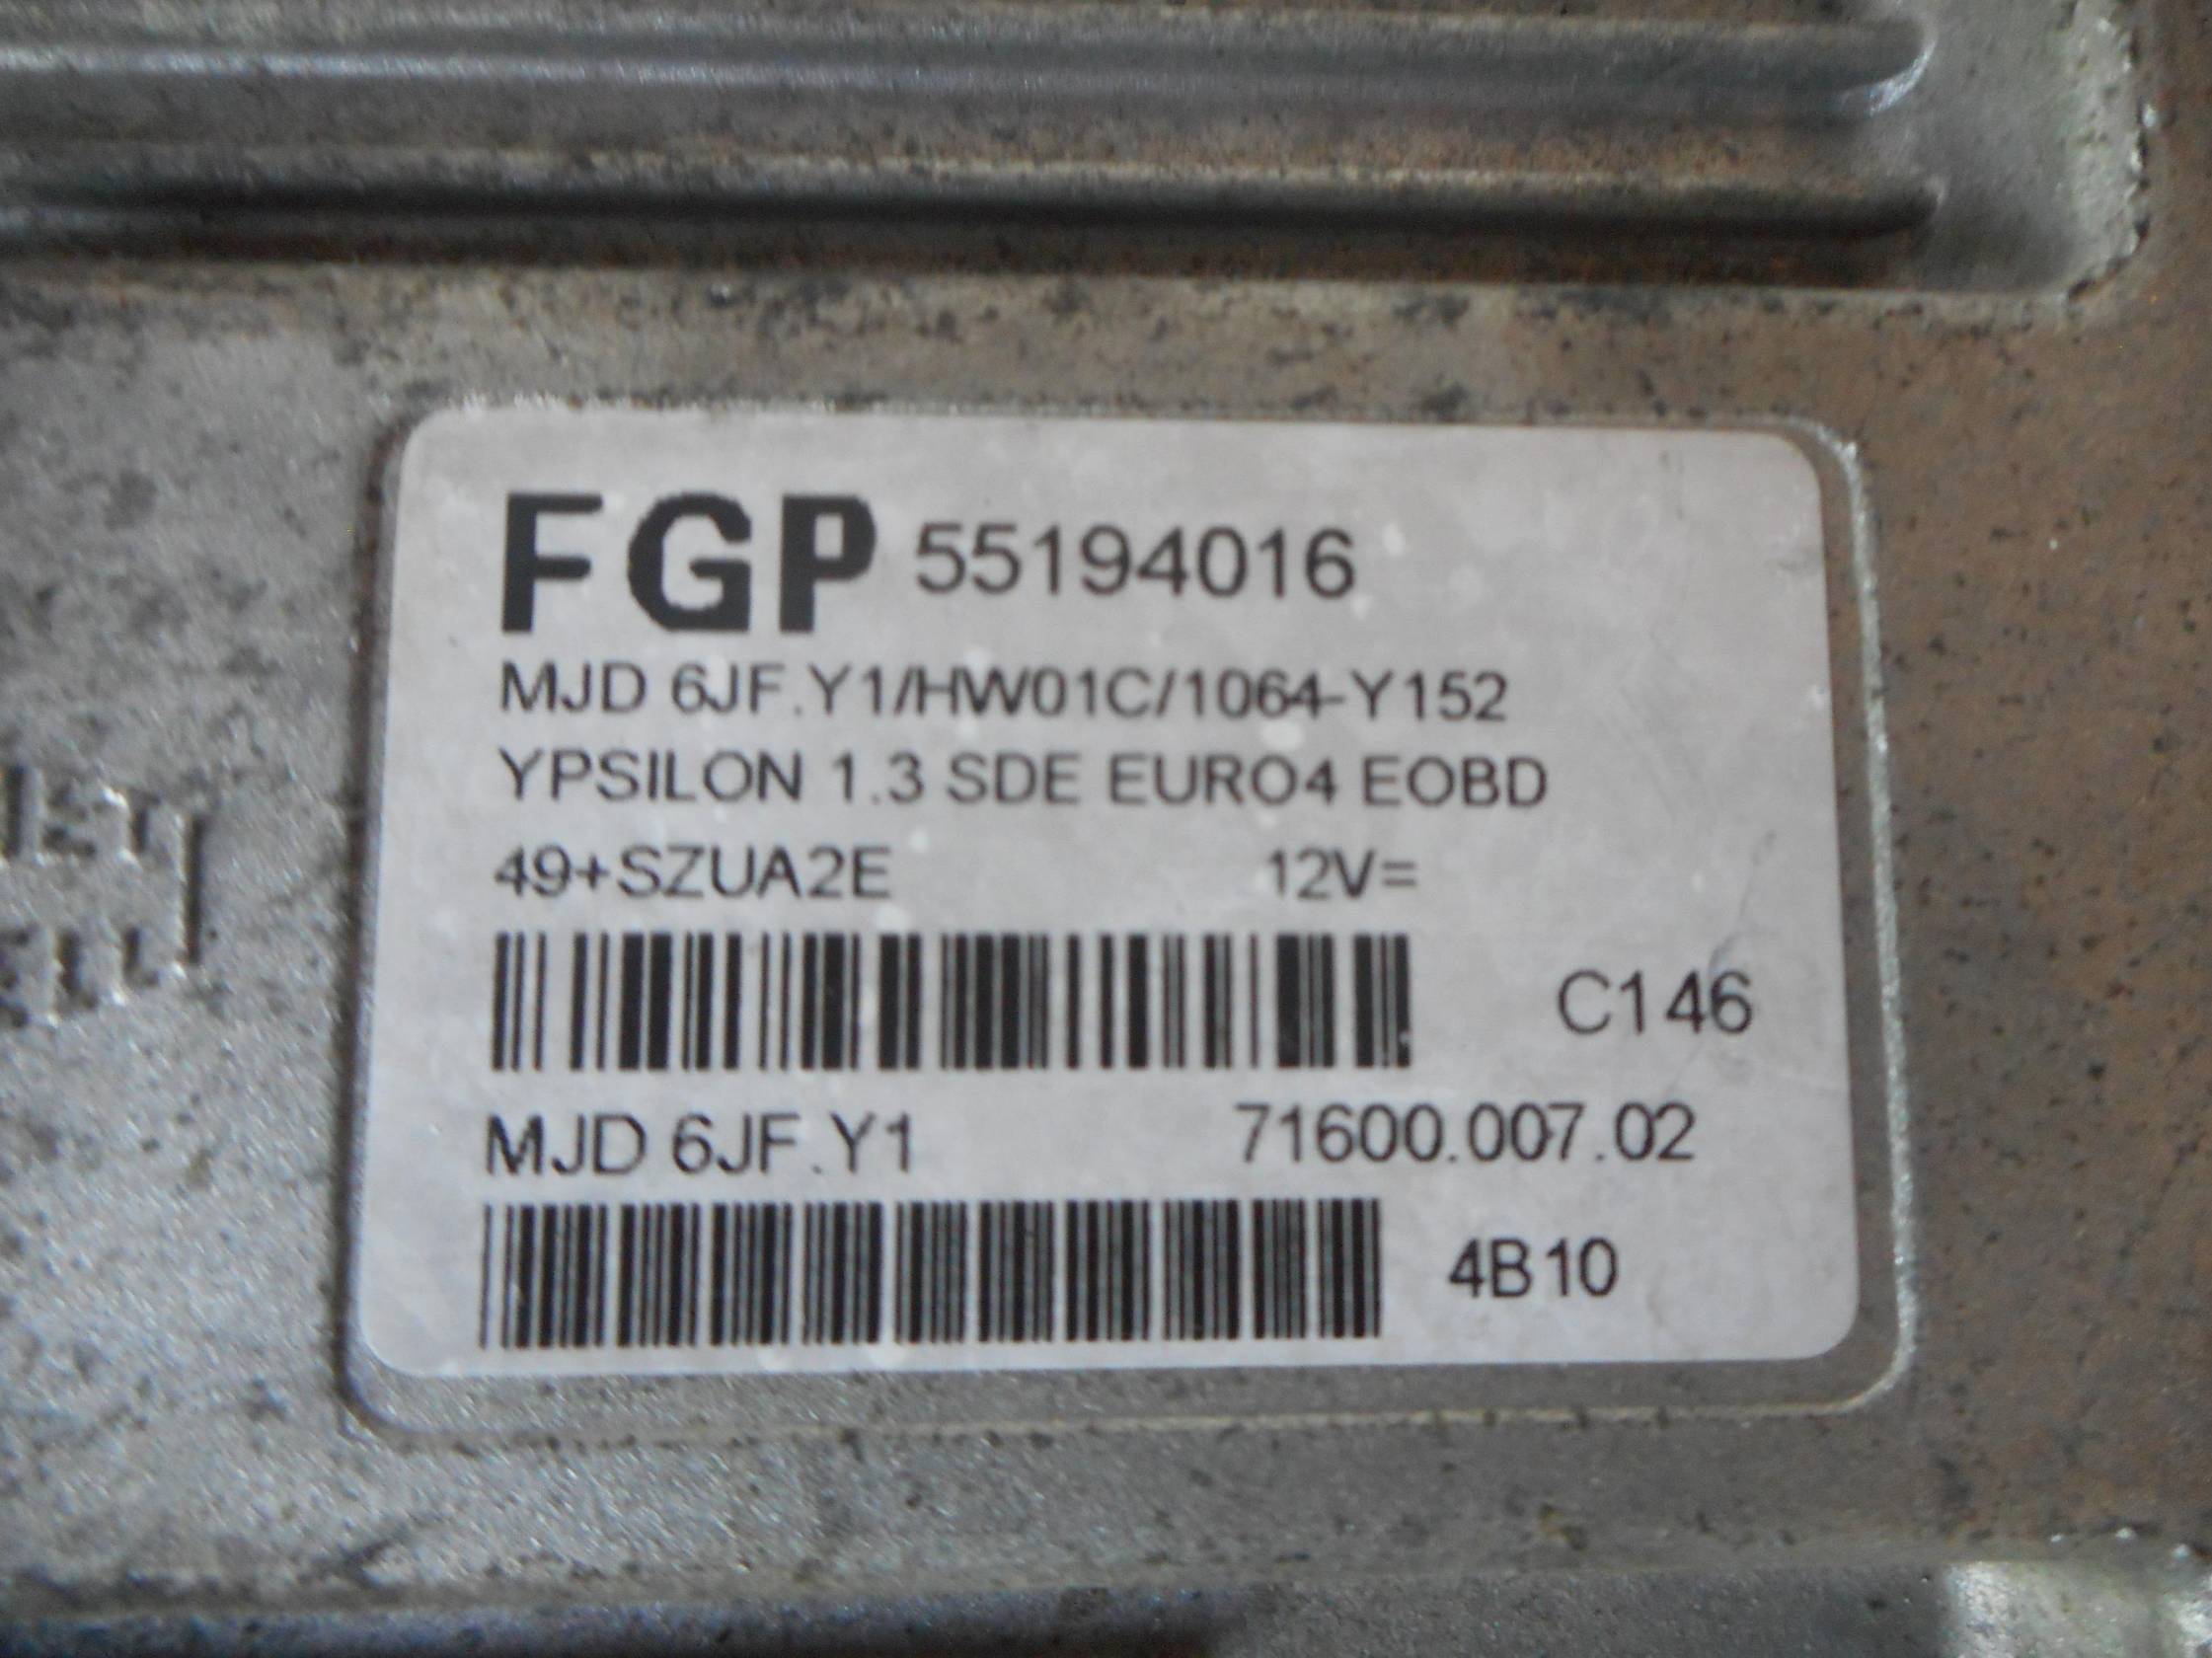 FGP 55194016
MJD 6JF.Y1/HW01C/1064-Y152
YPSILON 1.3 SDE EURO4 EOBD
49+SZUA2E 12V=
C146
MJD 6JF.Y1 71600.007.02
4B10